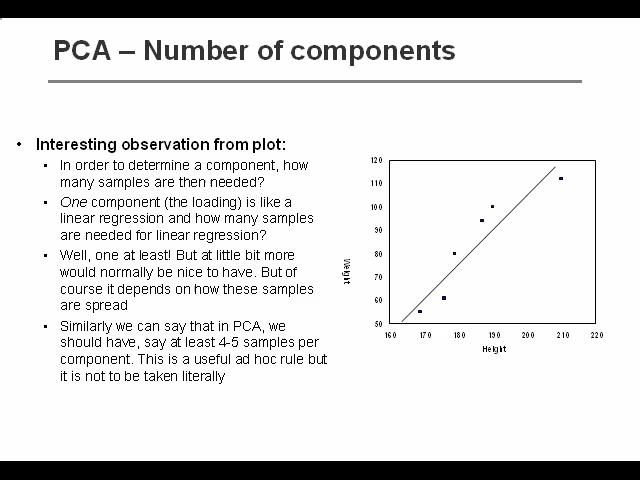 PCA – Number of components
• Interesting observation from plot:
• In order to determine a component, how
many samples are then needed?
• One component (the loading) is like a
linear regression and how many samples
are needed for linear regression?
• Well, one at least! But at little bit more
would normally be nice to have. But of
course it depends on how these samples
are spread
• Similarly we can say that in PCA, we
should have, say at least 4-5 samples per
component. This is a useful ad hoc rule but
it is not to be taken literally
120
110
100
90
80
70
60
50
Weight
160 170 180 190 200 210 220
Height